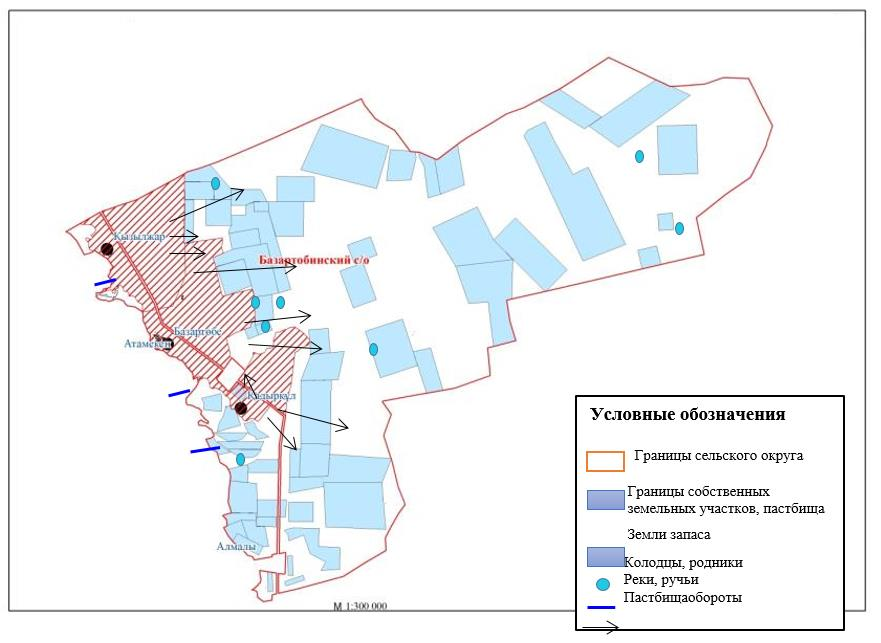 Кызылжар
Базартобинский с/о
Базартобе
Атамекен
Кадыркул
Алмалы
М 1:300 000
Условные обозначения
Границы сельского округа
Границы собственных
земельных участков, пастбища
Земли запаса
Колодцы, родники
Реки, ручьи
Пастбищаобороты